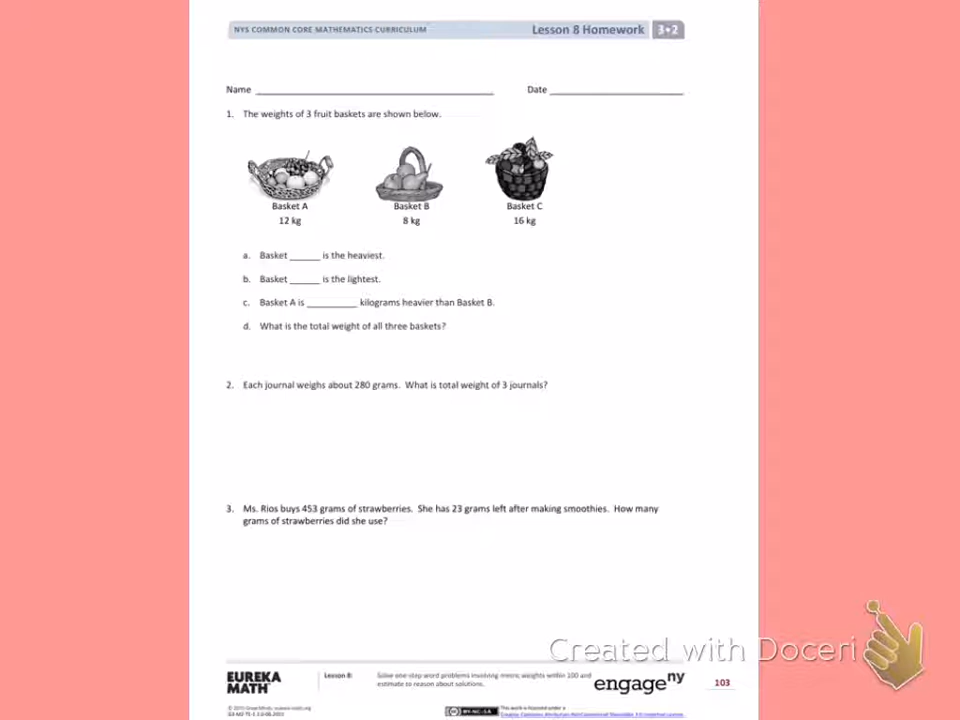 NYS COMMON CORE MATHEMATICS CURRICULUM Lesson 8 Homework 3•2
Name Date
1. The weights of 3 fruit baskets are shown below.
Basket A Basket B Basket C
12 kg 8 kg 16 kg
a. Basket ______ is the heaviest.
b. Basket ______ is the lightest.
c. Basket A is __________ kilograms heavier than Basket B.
d. What is the total weight of all three baskets?
2. Each journal weighs about 280 grams. What is total weight of 3 journals?
3. Ms. Rios buys 453 grams of strawberries. She has 23 grams left after making smoothies. How many
grams of strawberries did she use?
Created with Doceri
EUREKA
MATH
Lesson 8:
Solve one-step word problems involving metric weights within 100 and
estimate to reason about solutions.
engageny
103
This work is licensed under a